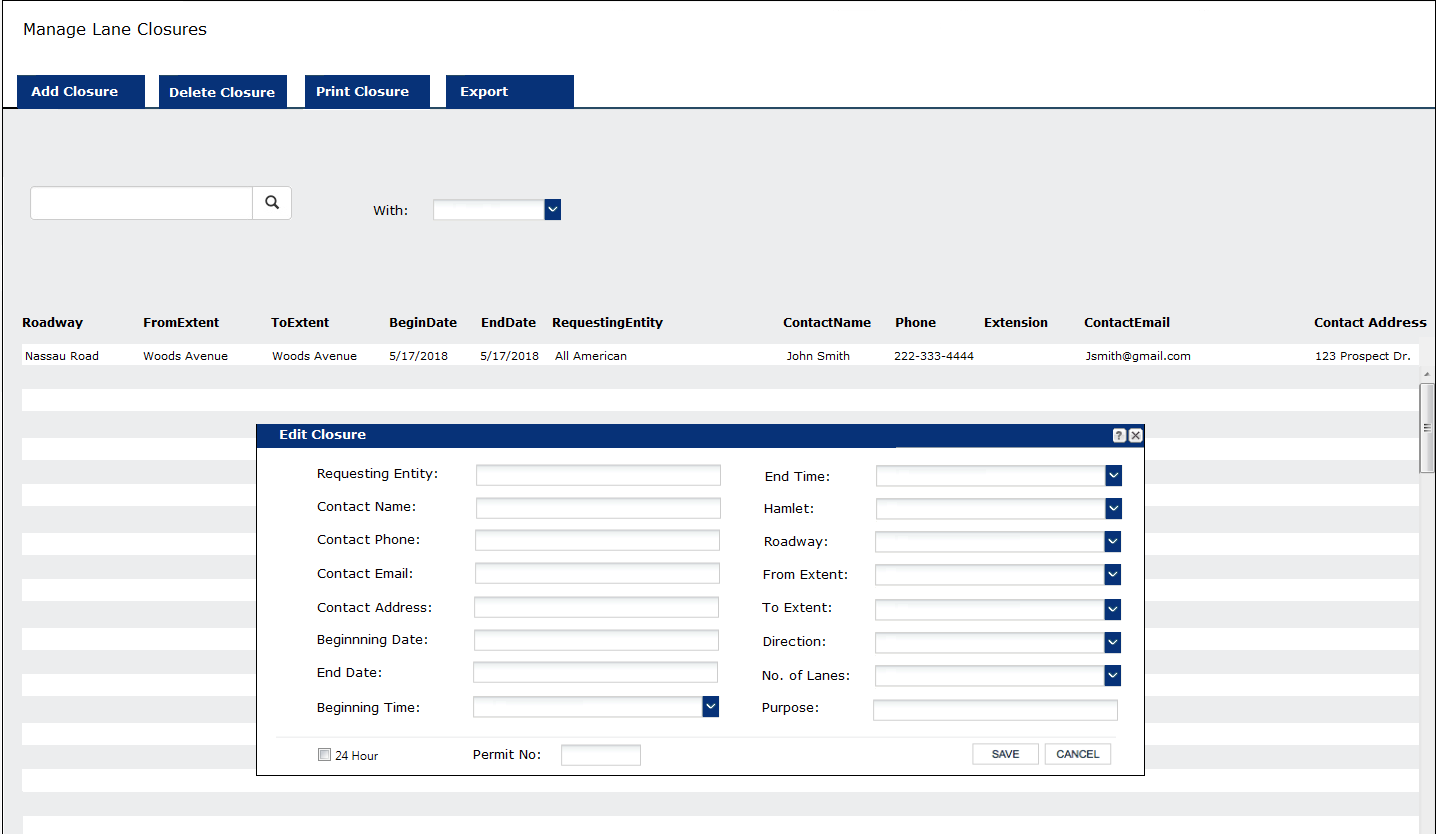 Manage Lane Closures
Add Closure Delete Closure Print Closure Export
With:
Roadway FromExtent ToExtent BeginDate EndDate RequestingEntity ContactName Phone Extension ContactEmail Contact Address
Nassau Road Woods Avenue Woods Avenue 5/17/2018 5/17/2018 All American John Smith 222-333-4444 Jsmith@gmail.com 123 Prospect Dr.
Edit Closure ?
Requesting Entity: End Time:
Contact Name: Hamlet:
Contact Phone: Roadway:
Contact Email: From Extent:
Contact Address: To Extent:
Beginnning Date: Direction:
End Date: No. of Lanes:
Beginning Time: Purpose:
24 Hour Permit No: SAVE CANCEL